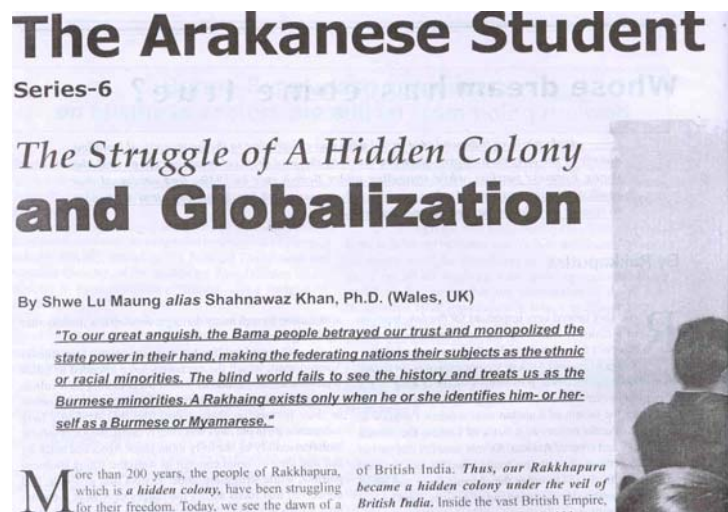 The Arakanese Student
Series-6
Whose dream has become true?
The Struggle of A Hidden Colony
and Globalization
By Shwe Lu Maung alias Shahnawaz Khan, Ph.D. (Wales, UK)
"To our great anguish, the Bama people betrayed our trust and monopolized the
state power in their hand, making the federating nations their subjects as the ethnic
or racial minorities. The blind world fails to see the history and treats us as the
Burmese minorities. A Rakhaing exists only when he or she identifies him- or her-
self as a Burmese or Myamarese."
More than 200 years, the people of Rakkhapura,
which is a hidden colony, have been struggling
for their freedom. Today, we see the dawn of a
of British India. Thus, our Rakkhapura
became a hidden colony under the veil of
British India. Inside the vast British Empire,